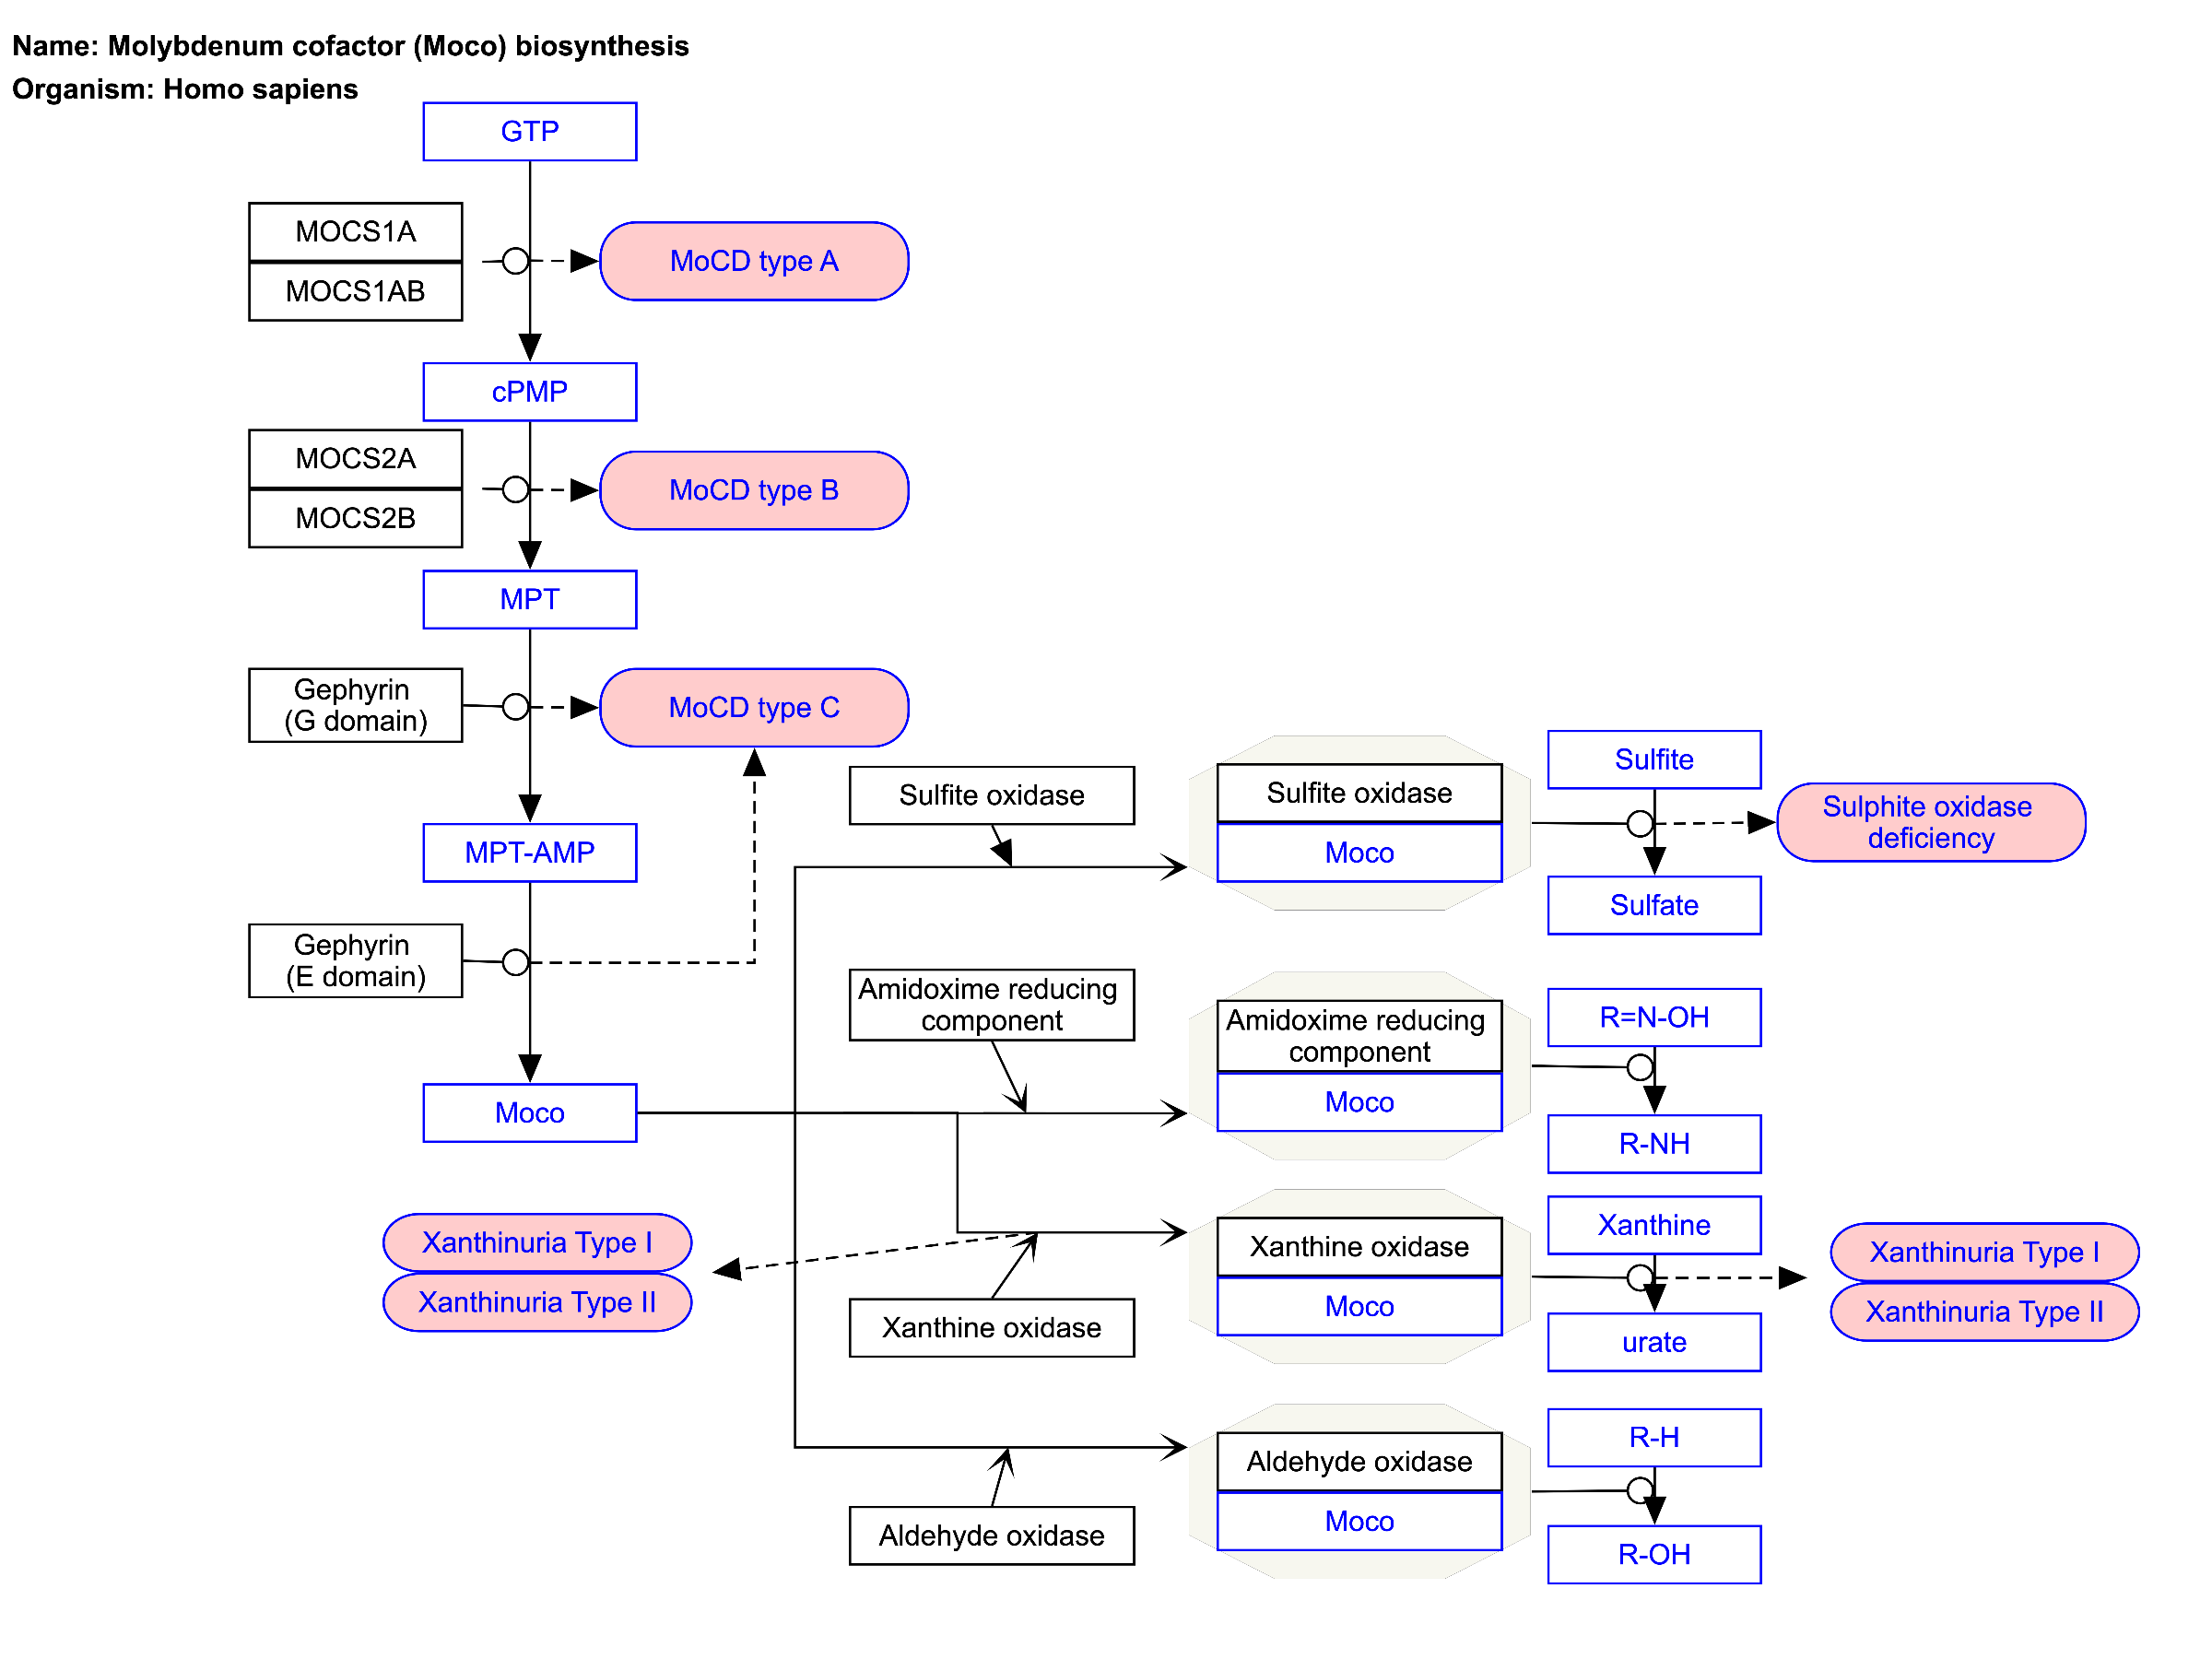 Name: Molybdenum cofactor (Moco) biosynthesis
Organism: Homo sapiens
GTP
MOCS1A
MOCS1AB
MoCD type A
cPMP
MOCS2A
MOCS2B
MoCD type B
MPT
Gephyrin
(G domain)
MoCD type C
MPT-AMP
Gephyrin
(E domain)
Moco
Xanthinuria Type I
Xanthinuria Type II
Sulfite oxidase
Amidoxime reducing
component
Xanthine oxidase
Aldehyde oxidase
Sulfite oxidase
Moco
Amidoxime reducing
component
Moco
Xanthine oxidase
Moco
Aldehyde oxidase
Moco
Sulfite
Sulphite oxidase
deficiency
Sulfate
R=N-OH
R-NH
Xanthine
Xanthinuria Type I
Xanthinuria Type II
urate
R-H
R-OH